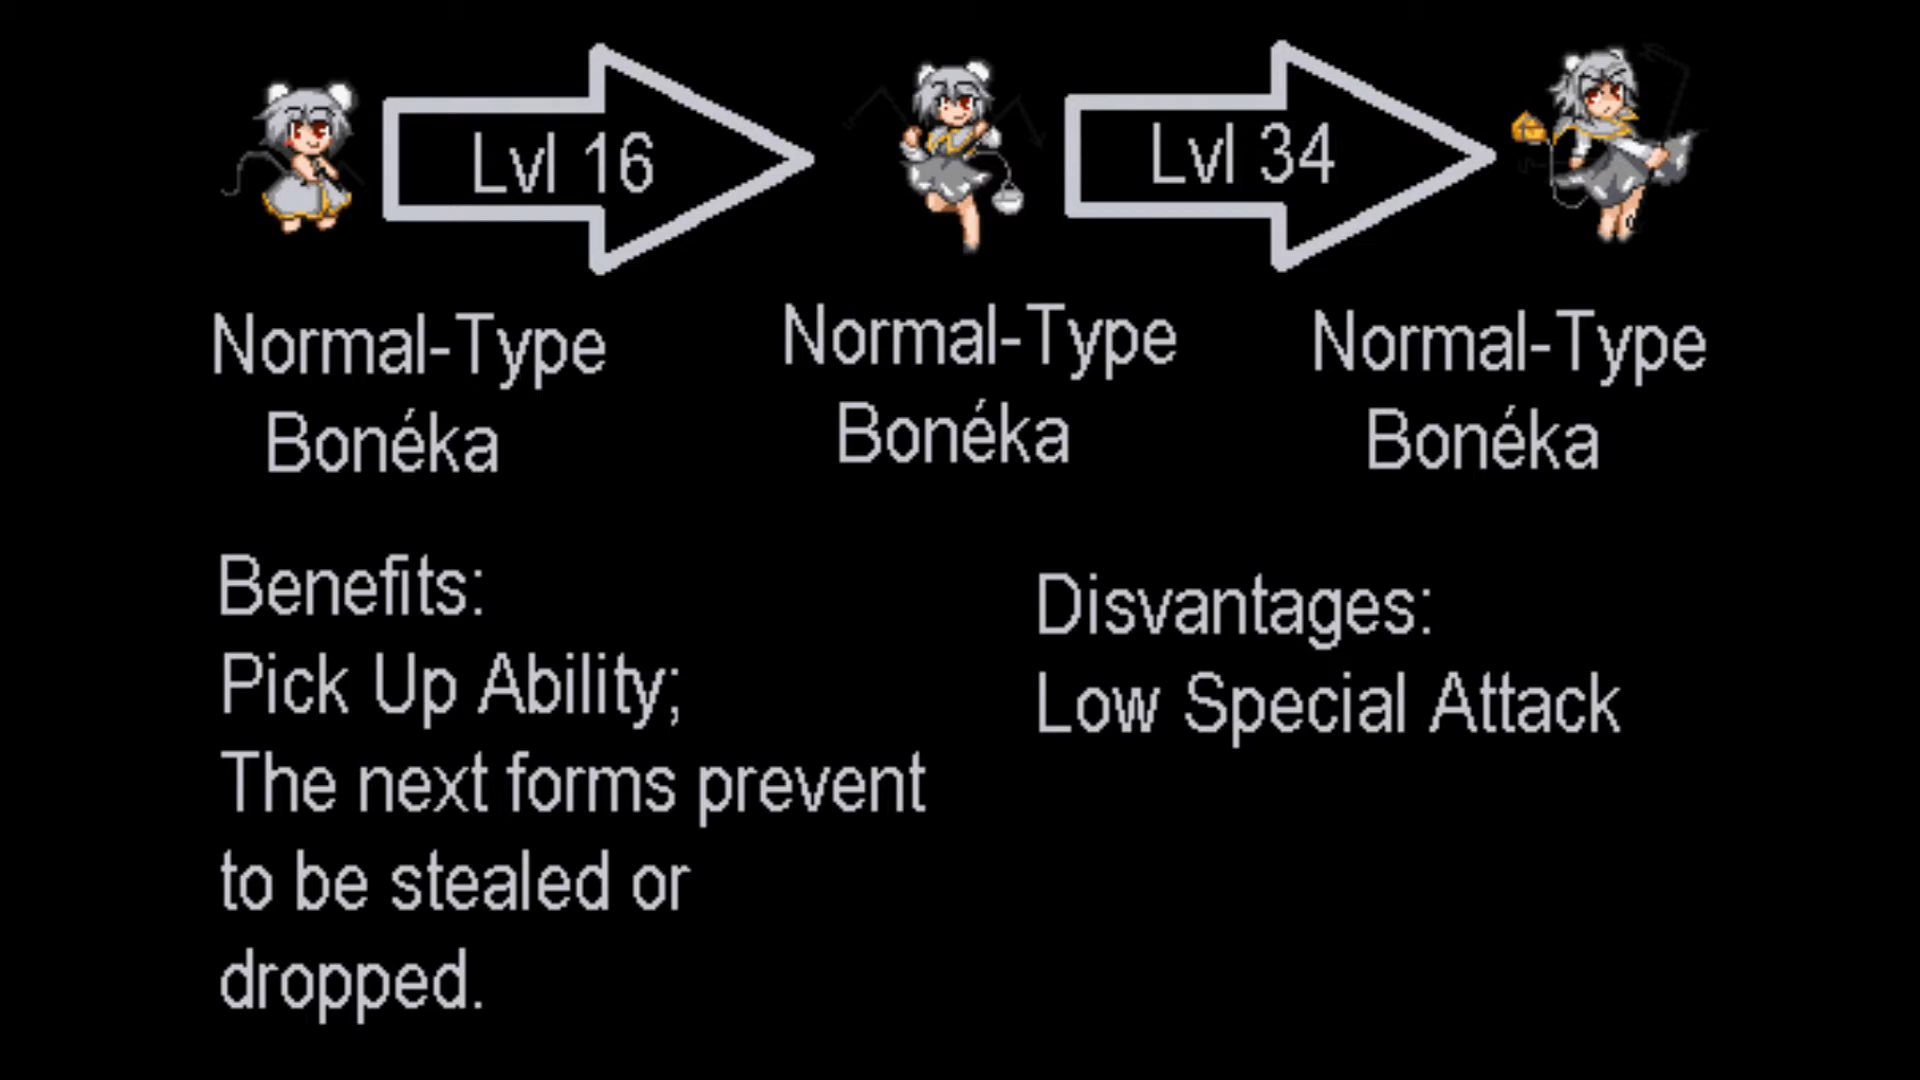 Lvl 16
Lvl 34
Normal-Type
Bonéka
Normal-Type
Bonéka
Normal-Type
Bonéka
Benefits:
Pick Up Ability;
The next forms prevent
to be stealed or
dropped.
Disvantages:
Low Special Attack